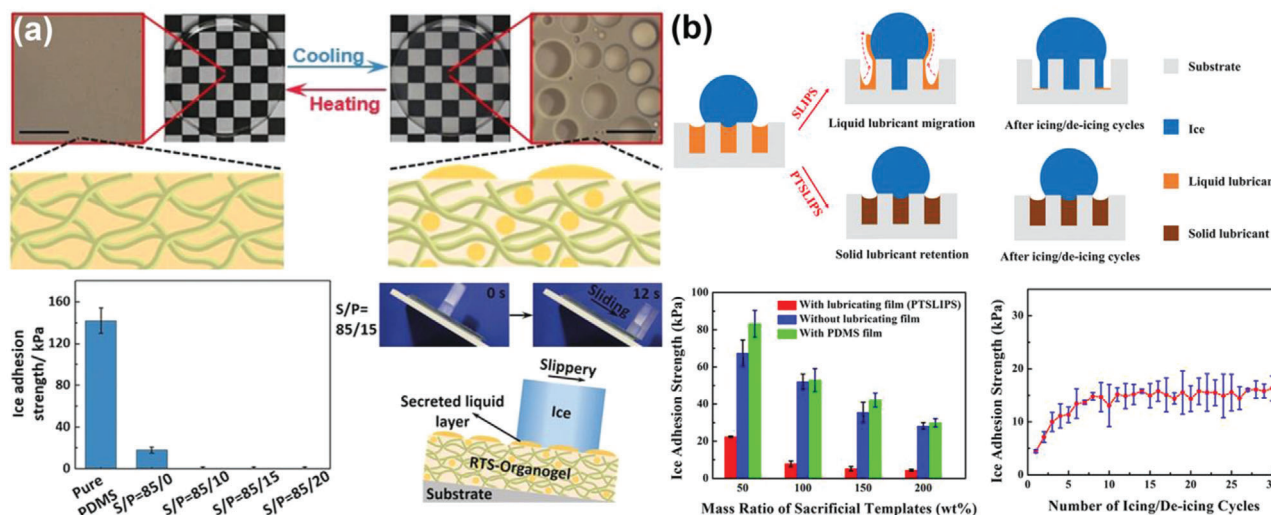 (a)
Cooling
Heating
160
120
80
40
0
Ice adhesion
strength/ kPa
Pure
PDMS
S/P=85/0
S/P=85/10
S/P=85/15
S/P=85/20
S/P=
85/15
0 s
12 s
Sliding
Slippery
Secreted liquid
layer
Ice
RTS-Organogel
Substrate
(b)
SLIPS
PTSLIPS
Liquid lubricant migration
After icing/de-icing cycles
Solid lubricant retention
After icing/de-icing cycles
Substrate
Ice
Liquid lubrican
Solid lubricant
100
80
60
40
20
0
Ice Adhesion Strength (kPa)
With lubricating film (PTSLIPS)
Without lubricating film
With PDMS film
50
100
150
200
Mass Ratio of Sacrificial Templates (wt%)
30
20
10
0
Ice Adhesion Strength (kPa)
0
5
10
15
20
25
30
Number of Icing/De-icing Cycles